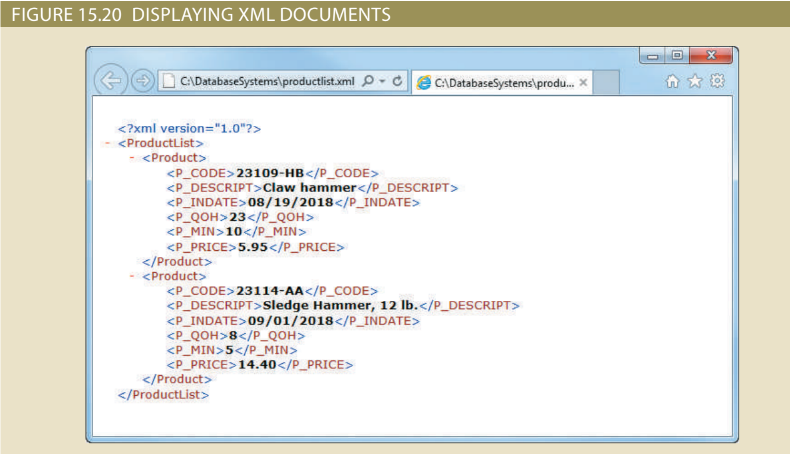 FIGURE 15.20 DISPLAYING XML DOCUMENTS
C:\DatabaseSystems\productlist.xml
C:\DatabaseSystems\produ...
<?xml version="1.0"?>
- <ProductList>
- <Product>
<P_CODE>23109-HB</P_CODE>
<P_DESCRIPT>Claw hammer</P_DESCRIPT>
<P_INDATE>08/19/2018</P_INDATE>
<P_QOH>23</P_QOH>
<P_MIN>10</P_MIN>
<P_PRICE>5.95</P_PRICE>
</Product>
- <Product>
<P_CODE>23114-AA</P_CODE>
<P_DESCRIPT>Sledge Hammer, 12 lb.</P_DESCRIPT>
<P_INDATE>09/01/2018</P_INDATE>
<P_QOH>8</P_QOH>
<P_MIN>5</P_MIN>
<P_PRICE>14.40</P_PRICE>
</Product>
</ProductList>